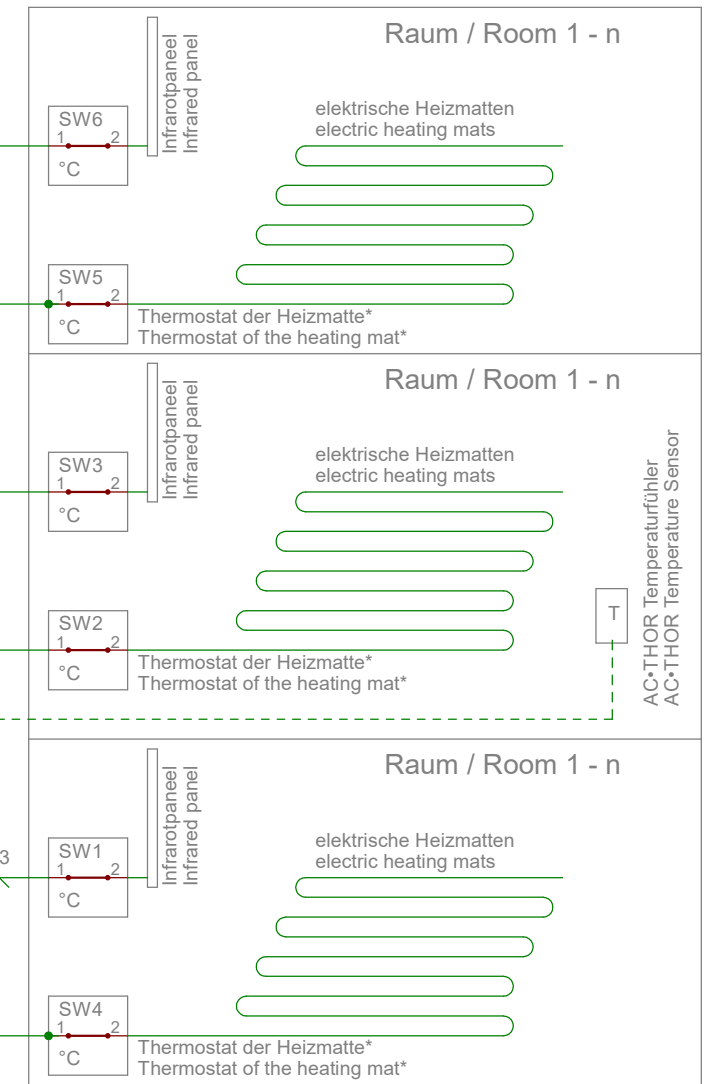 Raum / Room 1 - n
Infrarotpaneel
Infrared panel
elektrische Heizmatten
electric heating mats
SW6
1 2
°C
SW5
1 2
°C
Thermostat der Heizmatte*
Thermostat of the heating mat*
Raum / Room 1 - n
Infrarotpaneel
Infrared panel
elektrische Heizmatten
electric heating mats
SW3
1 2
°C
AC•THOR Temperaturfühler
AC•THOR Temperature Sensor
T
SW2
1 2
°C
Thermostat der Heizmatte*
Thermostat of the heating mat*
Raum / Room 1 - n
Infrarotpaneel
Infrared panel
elektrische Heizmatten
electric heating mats
3
SW1
1 2
°C
SW4
1 2
°C
Thermostat der Heizmatte*
Thermostat of the heating mat*